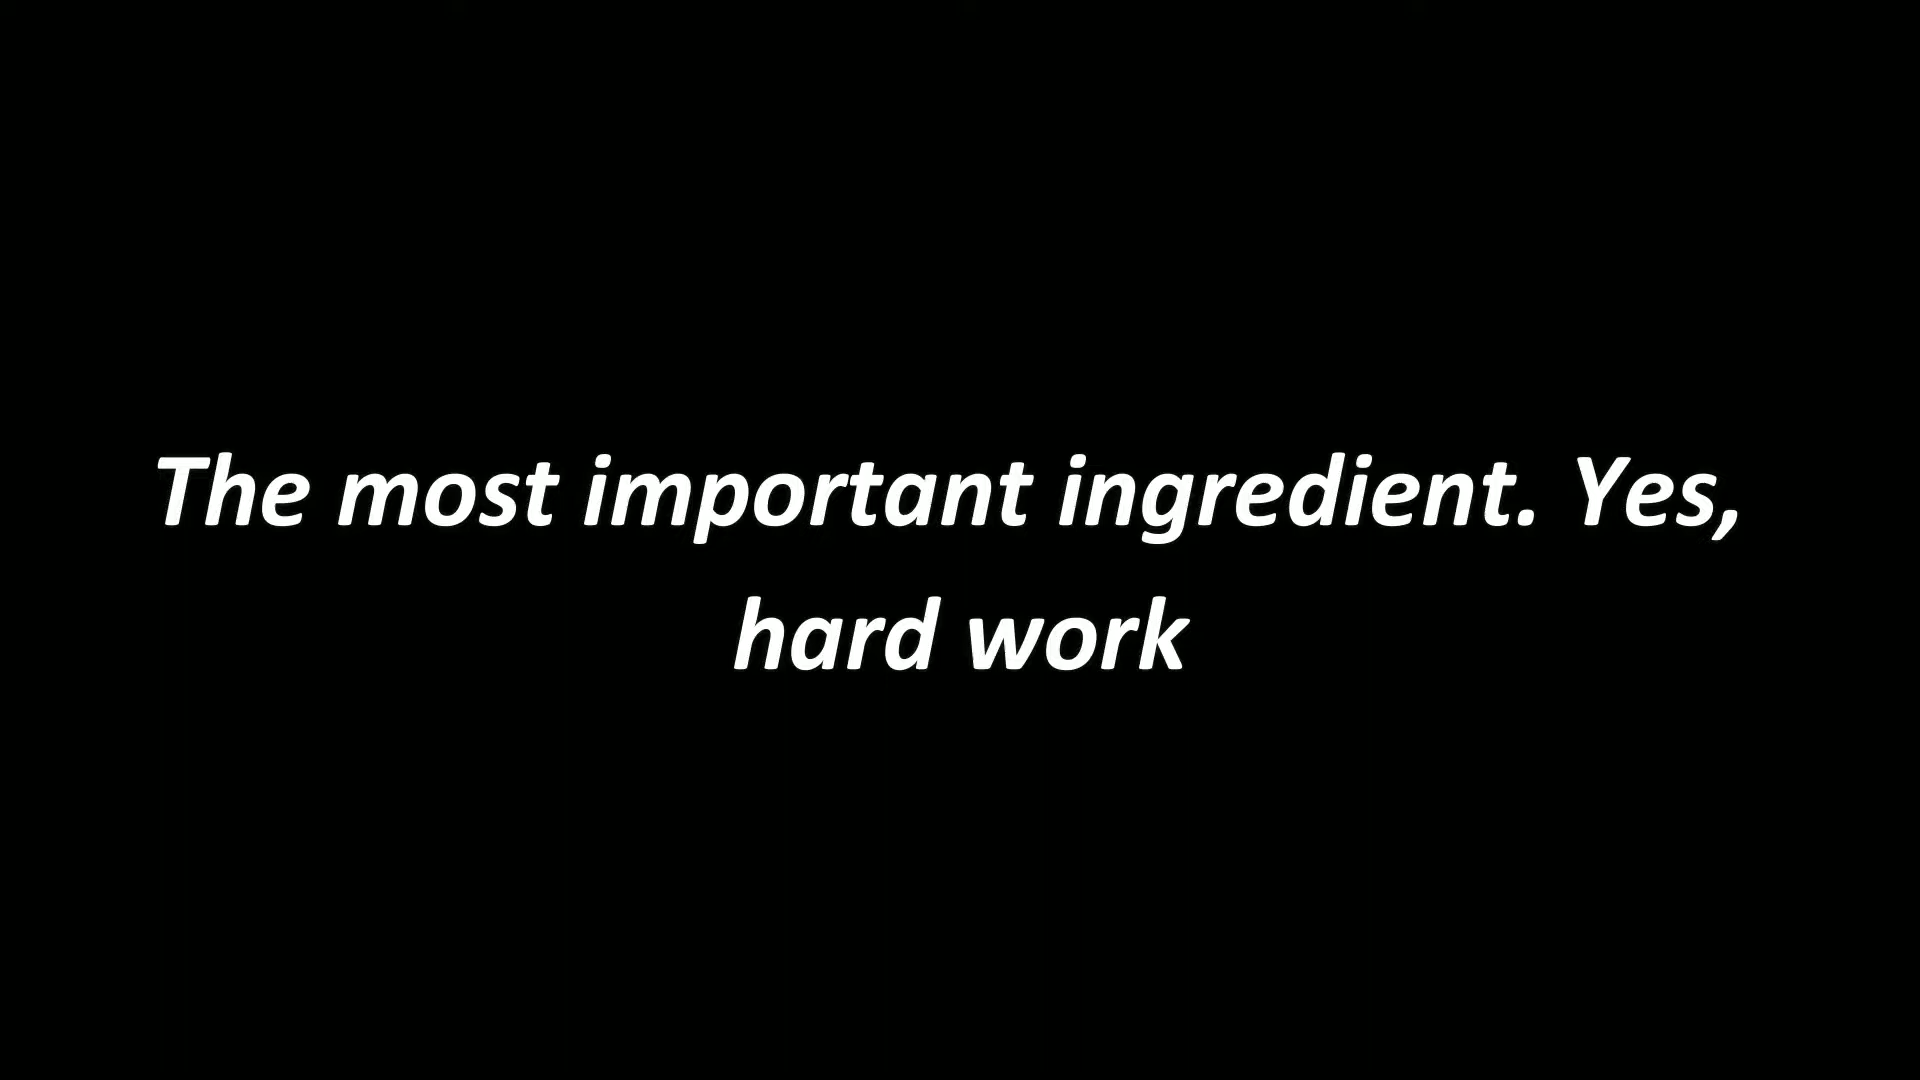 The most important ingredient. Yes,
hard work